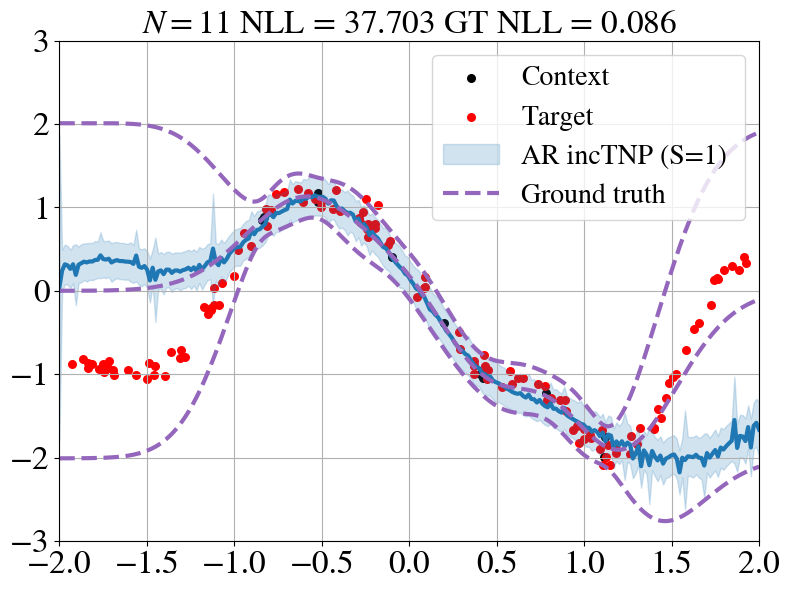 N = 11 NLL = 37.703 GT NLL = 0.086
3
2
1
0
−1
−2
−3
−2.0 −1.5 −1.0 −0.5 0.0 0.5 1.0 1.5 2.0
Context
Target
AR incTNP (S=1)
Ground truth